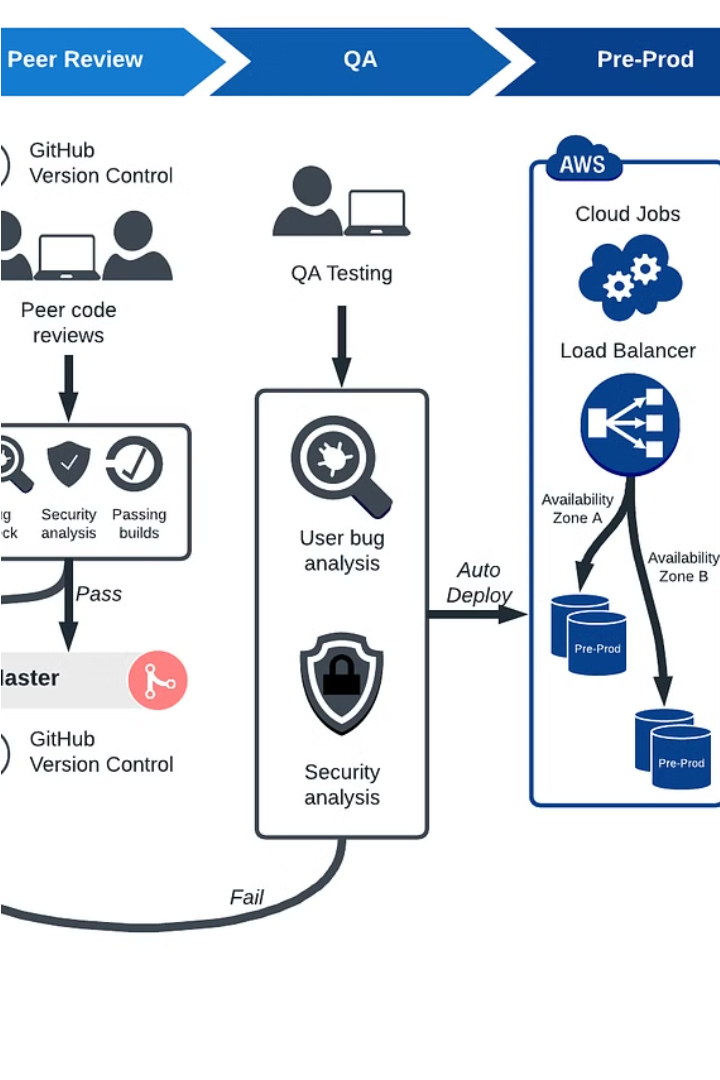 Peer Review
QA
Pre-Prod
GitHub
Version Control
Peer code
reviews
Security
analysis
Passing
builds
Pass
GitHub
Version Control
QA Testing
User bug
analysis
Security
analysis
Fail
Auto
Deploy
AWS
Cloud Jobs
Load Balancer
Availability
Zone A
Availability
Zone B
Pre-Prod
Pre-Prod